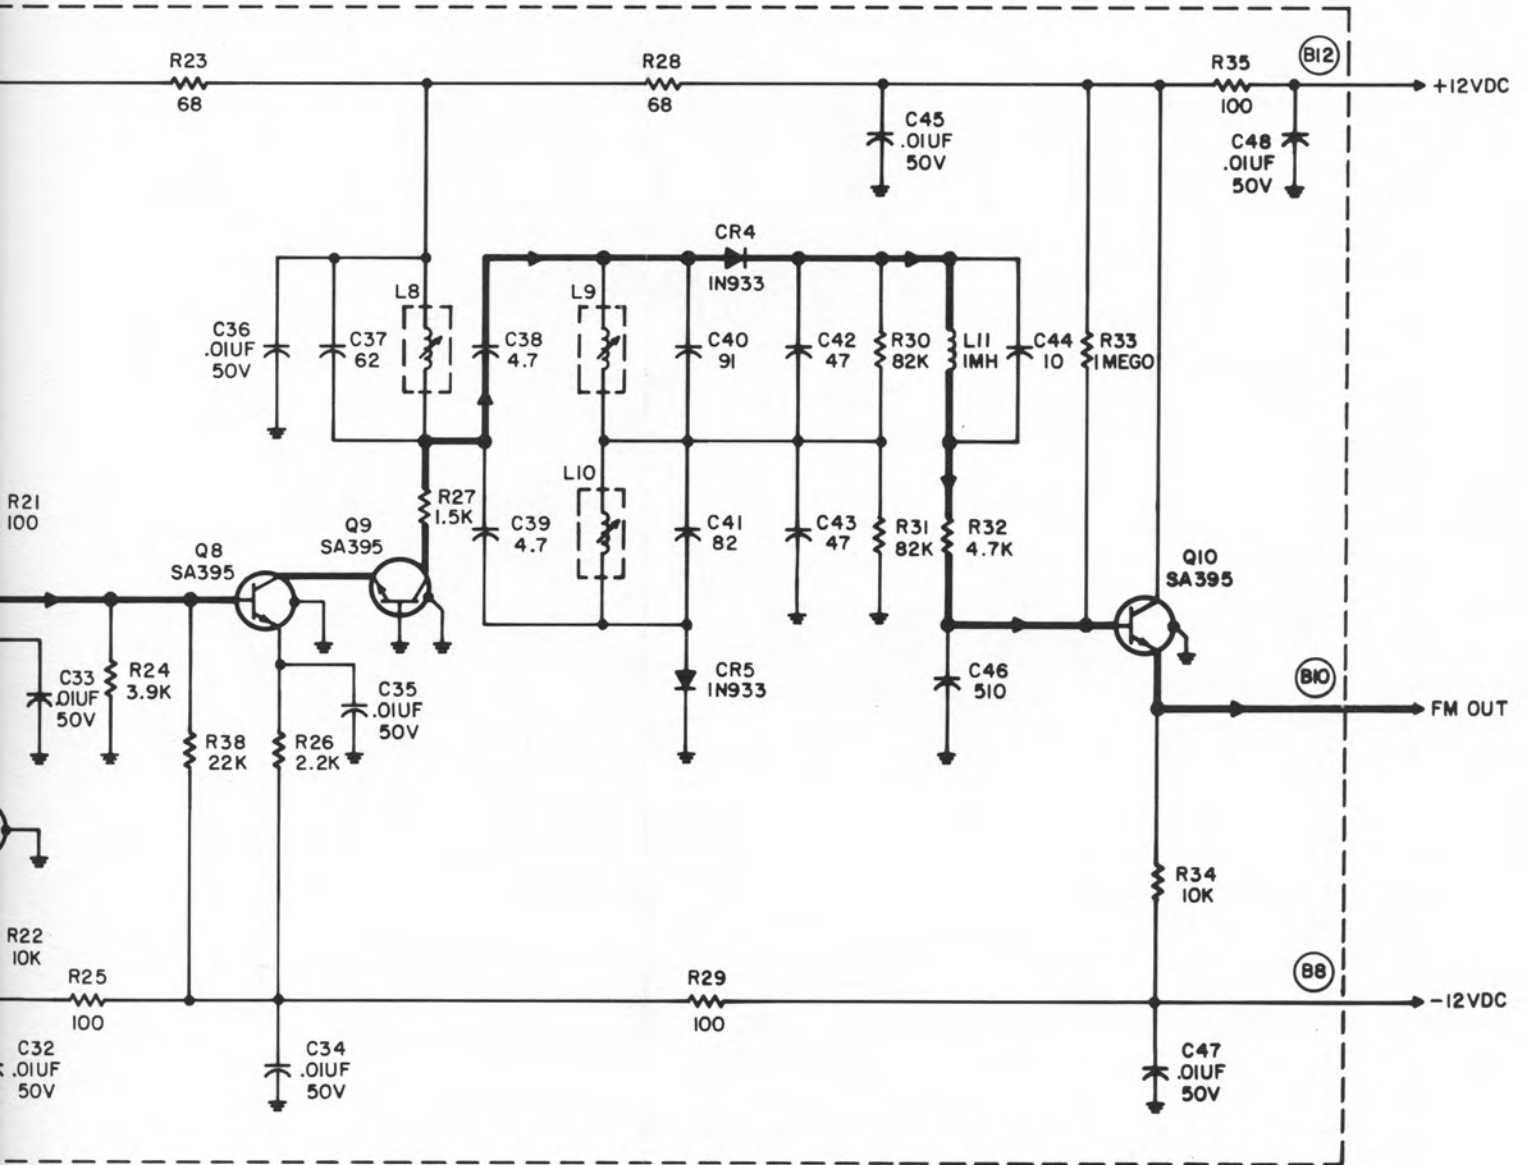 R23
68
R28
68
R35
100
B12
+12VDC
C45
.01UF
50V
C48
.01UF
50V
CR4
1N933
L8
L9
C36
.01UF
50V
C37
62
C38
4.7
C40
91
C42
47
R30
82K
L11
1MH
C44
10
R33
1MEGO
R21
100
L10
R27
1.5K
Q9
SA395
Q8
SA395
C39
4.7
C41
82
C43
47
R31
82K
R32
4.7K
Q10
SA395
C33
.01UF
50V
R24
3.9K
C35
.01UF
50V
CR5
1N933
C46
510
B10
FM OUT
R38
22K
R26
2.2K
R34
10K
R22
10K
R25
100
R29
100
B8
-12VDC
C32
.01UF
50V
C34
.01UF
50V
C47
.01UF
50V